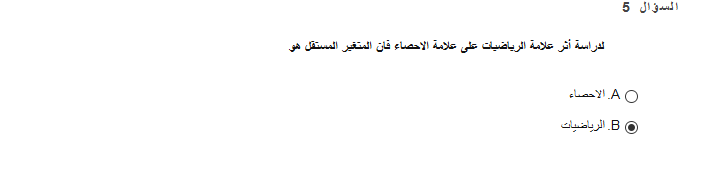 السؤال 5
لدراسة أثر علامة الرياضيات على علامة الاحصاء فان المتغير المستقل هو
A. الاحصاء
B. الرياضيات